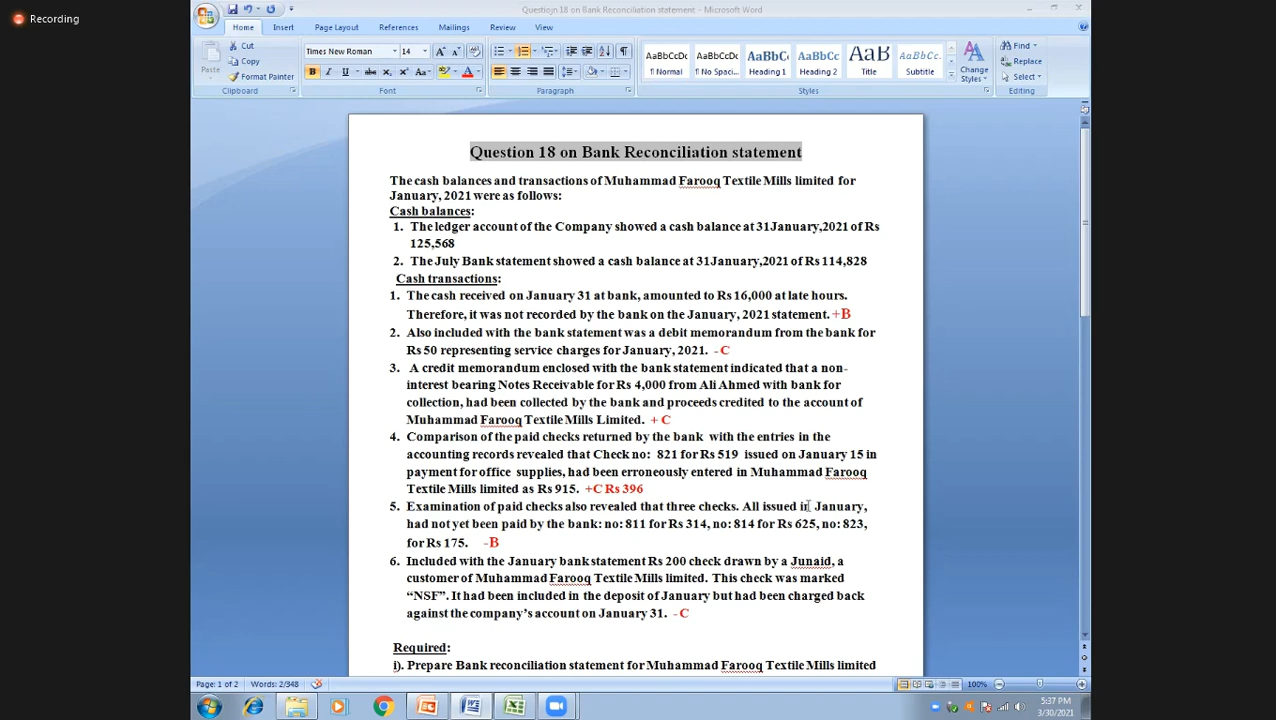 Recording
Questiojn 18 on Bank Reconciliation statement - Microsoft Word
Home Insert Page Layout References Mailings Review View
Paste
Cut
Copy
Format Painter
Clipboard
Times New Roman 14
B I U abc
Font
Paragraph
AaBbCcDc AaBbCcDc AaBbC AaBbCc AaB AaBbCc.
¶ Normal ¶ No Spaci... Heading 1 Heading 2 Title Subtitle
Change Styles
Styles
Find
Replace
Select
Editing
Question 18 on Bank Reconciliation statement
The cash balances and transactions of Muhammad Farooq Textile Mills limited for
January, 2021 were as follows:
Cash balances:
1. The ledger account of the Company showed a cash balance at 31January,2021 of Rs
125,568
2. The July Bank statement showed a cash balance at 31January,2021 of Rs 114,828
Cash transactions:
1. The cash received on January 31 at bank, amounted to Rs 16,000 at late hours.
Therefore, it was not recorded by the bank on the January, 2021 statement. +B
2. Also included with the bank statement was a debit memorandum from the bank for
Rs 50 representing service charges for January, 2021. - C
3. A credit memorandum enclosed with the bank statement indicated that a non-
interest bearing Notes Receivable for Rs 4,000 from Ali Ahmed with bank for
collection, had been collected by the bank and proceeds credited to the account of
Muhammad Farooq Textile Mills Limited. + C
4. Comparison of the paid checks returned by the bank with the entries in the
accounting records revealed that Check no: 821 for Rs 519 issued on January 15 in
payment for office supplies, had been erroneously entered in Muhammad Farooq
Textile Mills limited as Rs 915. +C Rs 396
5. Examination of paid checks also revealed that three checks. All issued in January,
had not yet been paid by the bank: no: 811 for Rs 314, no: 814 for Rs 625, no: 823,
for Rs 175. -B
6. Included with the January bank statement Rs 200 check drawn by a Junaid, a
customer of Muhammad Farooq Textile Mills limited. This check was marked
“NSF”. It had been included in the deposit of January but had been charged back
against the company’s account on January 31. - C
Required:
i). Prepare Bank reconciliation statement for Muhammad Farooq Textile Mills limited
Page: 1 of 2 Words: 2/348 100%
5:37 PM
3/30/2021